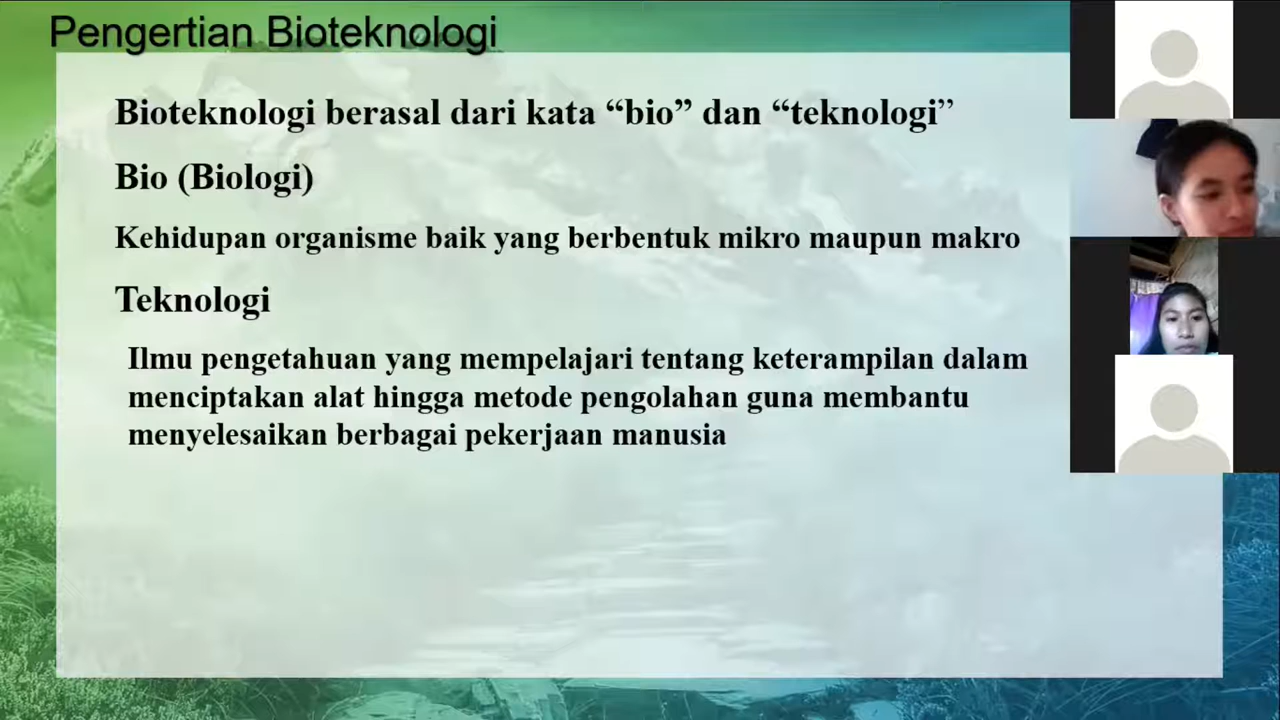 Pengertian Bioteknologi
Bioteknologi berasal dari kata “bio” dan “teknologi”
Bio (Biologi)
Kehidupan organisme baik yang berbentuk mikro maupun makro
Teknologi
Ilmu pengetahuan yang mempelajari tentang keterampilan dalam
menciptakan alat hingga metode pengolahan guna membantu
menyelesaikan berbagai pekerjaan manusia